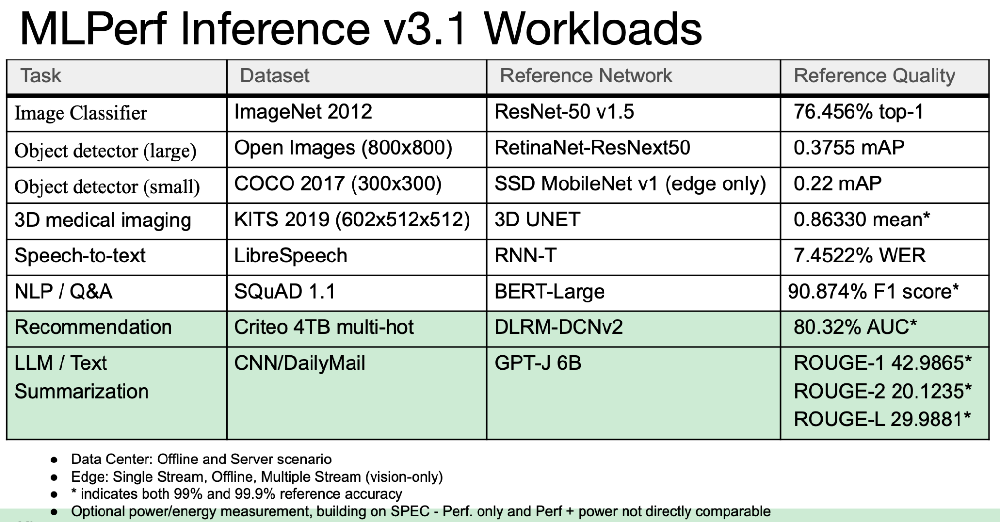 MLPerf Inference v3.1 Workloads
Task Dataset Reference Network Reference Quality
Image Classifier ImageNet 2012 ResNet-50 v1.5 76.456% top-1
Object detector (large) Open Images (800x800) RetinaNet-ResNext50 0.3755 mAP
Object detector (small) COCO 2017 (300x300) SSD MobileNet v1 (edge only) 0.22 mAP
3D medical imaging KITS 2019 (602x512x512) 3D UNET 0.86330 mean*
Speech-to-text LibreSpeech RNN-T 7.4522% WER
NLP / Q&A SQuAD 1.1 BERT-Large 90.874% F1 score*
Recommendation Criteo 4TB multi-hot DLRM-DCNv2 80.32% AUC*
LLM / Text CNN/DailyMail GPT-J 6B ROUGE-1 42.9865*
Summarization ROUGE-2 20.1235*
ROUGE-L 29.9881*
● Data Center: Offline and Server scenario
● Edge: Single Stream, Offline, Multiple Stream (vision-only)
● * indicates both 99% and 99.9% reference accuracy
● Optional power/energy measurement, building on SPEC - Perf. only and Perf + power not directly comparable